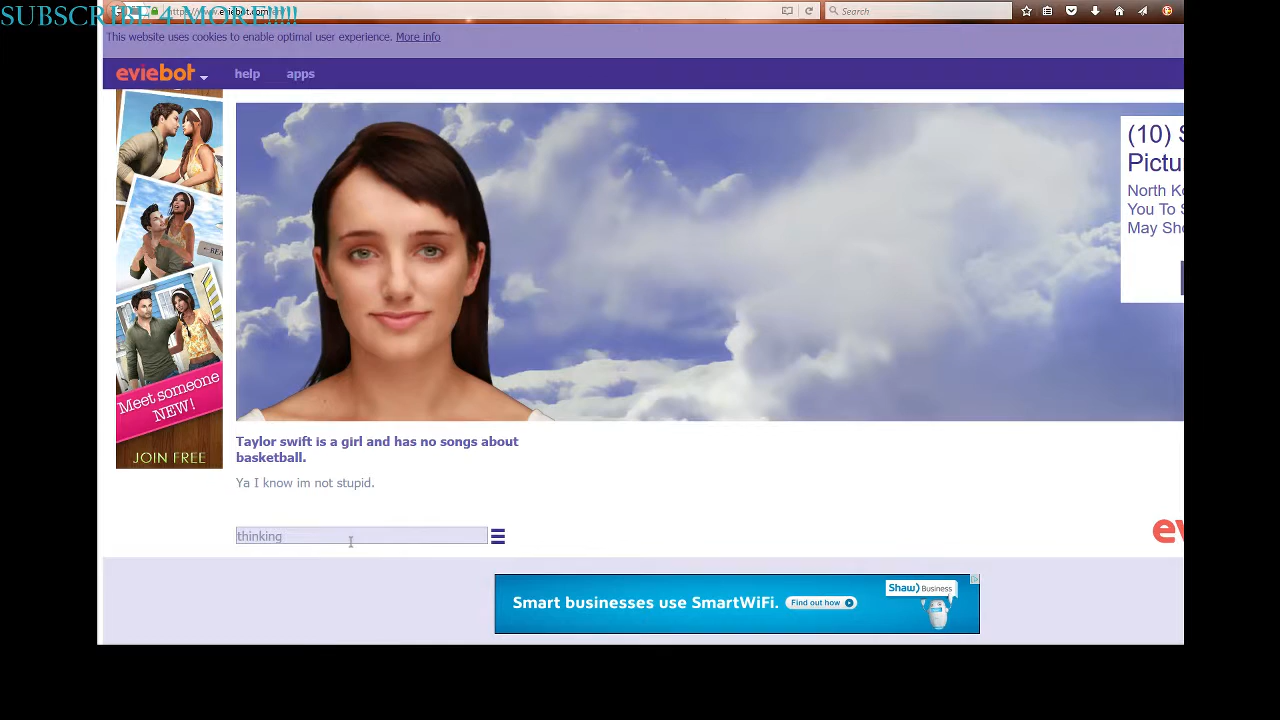 SUBSCRIBE 4 MORE!!!!!
Search
This website uses cookies to enable optimal user experience. More info
eviebot
help
apps
(10) S
Pictu
North Ko
You To S
May Sho
Meet someone
NEW!
JOIN FREE
Taylor swift is a girl and has no songs about
basketball.
Ya I know im not stupid.
thinking
Smart businesses use SmartWiFi.
Find out how
Shaw) Business